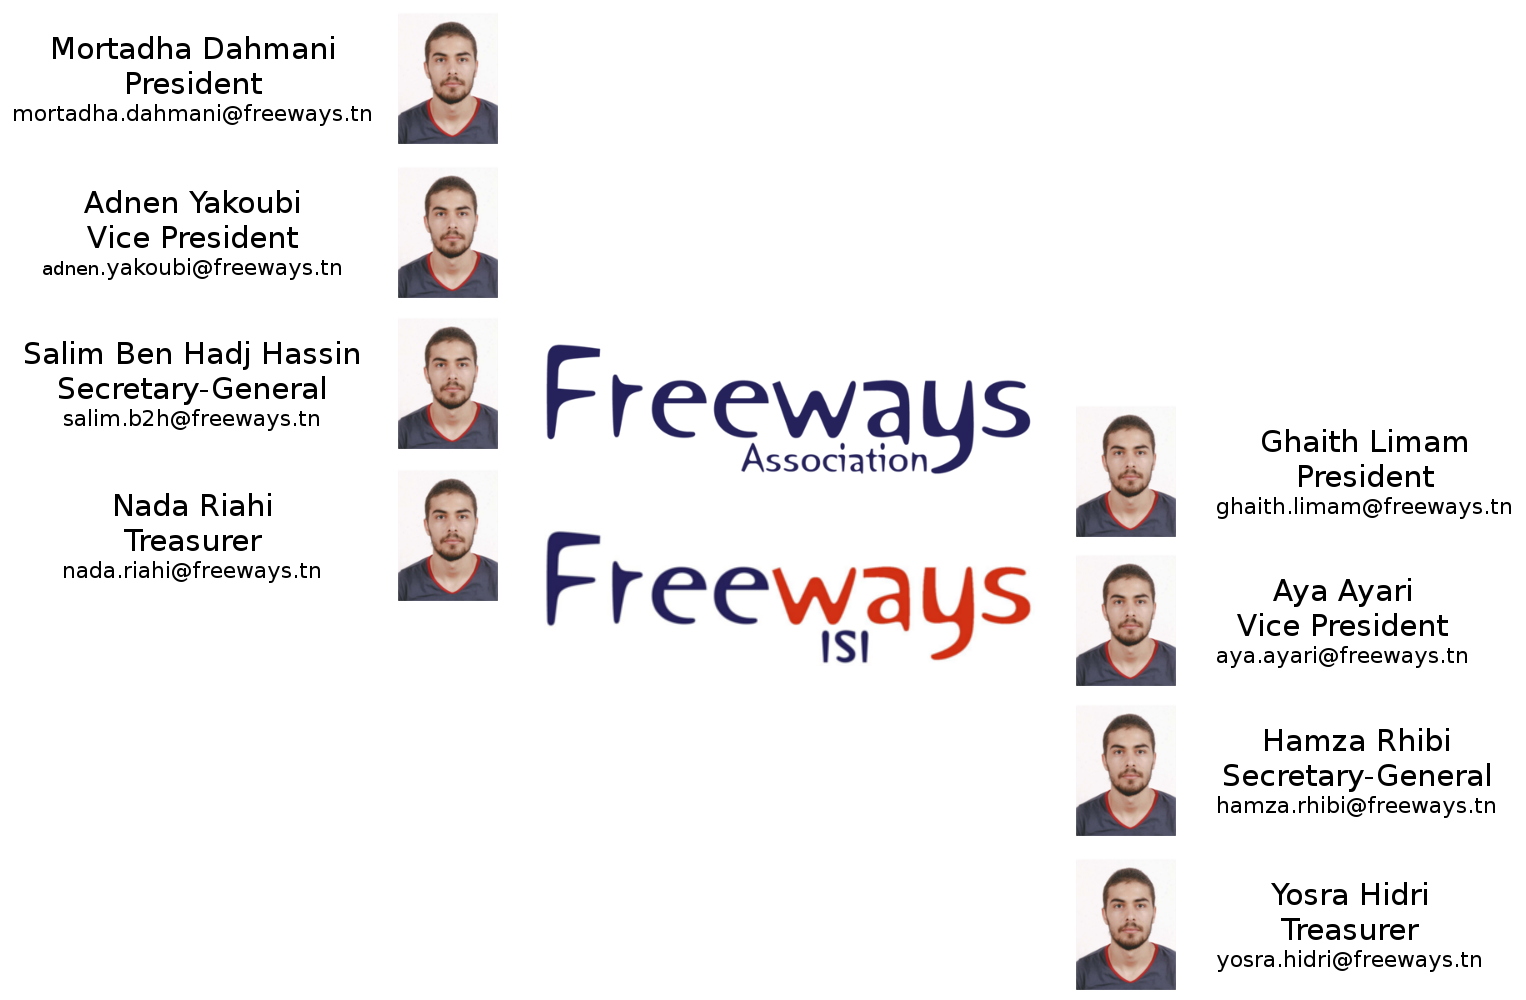 Mortadha Dahmani
President
mortadha.dahmani@freeways.tn
Adnen Yakoubi
Vice President
adnen.yakoubi@freeways.tn
Salim Ben Hadj Hassin
Secretary-General
salim.b2h@freeways.tn
Nada Riahi
Treasurer
nada.riahi@freeways.tn
Freeways
Association
Freeways
ISI
Ghaith Limam
President
ghaith.limam@freeways.tn
Aya Ayari
Vice President
aya.ayari@freeways.tn
Hamza Rhibi
Secretary-General
hamza.rhibi@freeways.tn
Yosra Hidri
Treasurer
yosra.hidri@freeways.tn